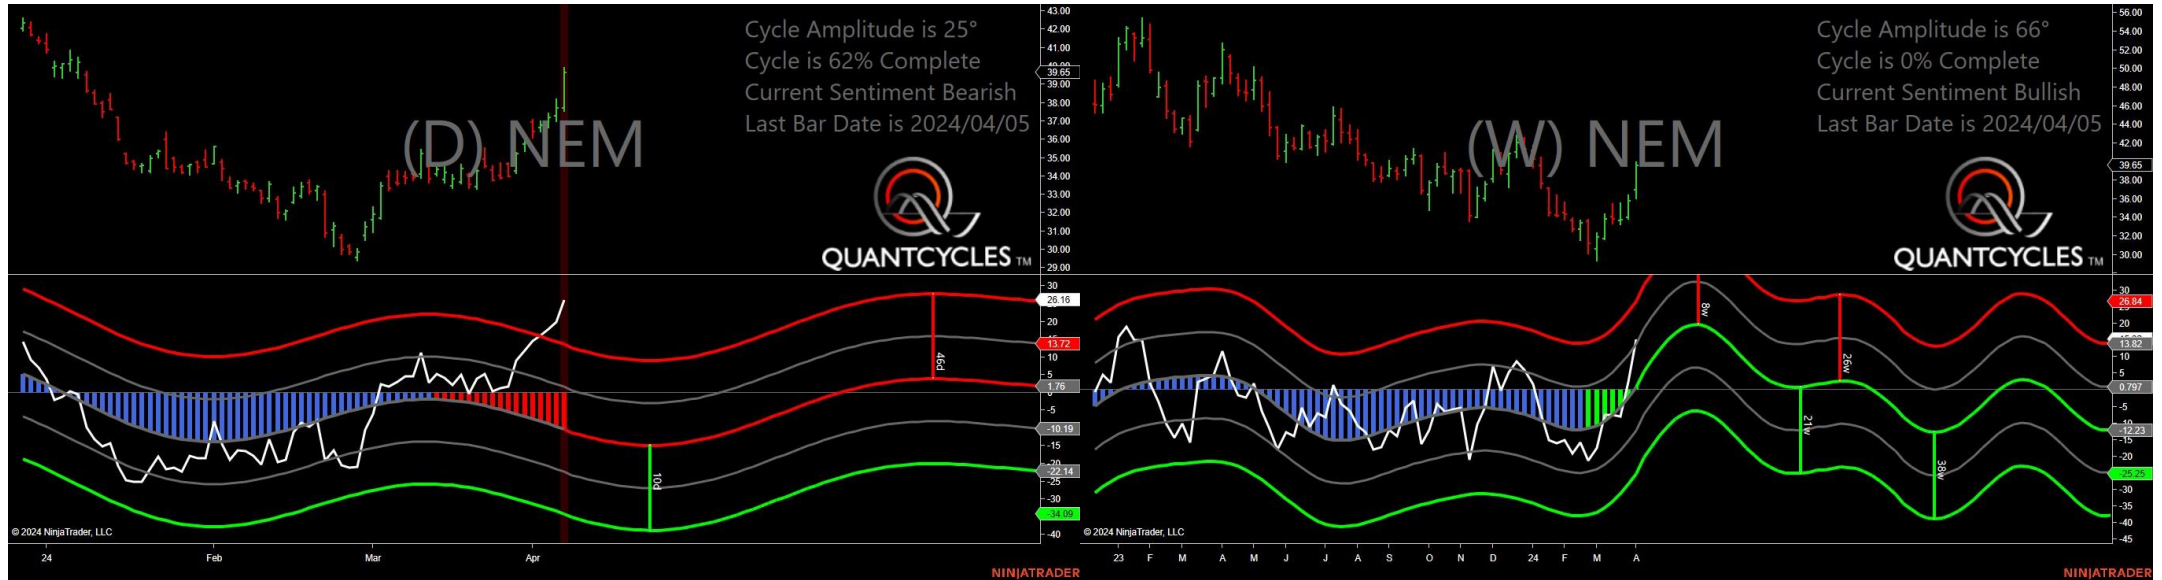 Cycle Amplitude is 25°
Cycle is 62% Complete
Current Sentiment Bearish
Last Bar Date is 2024/04/05
(D) NEM
QUANTCYCLES TM
43.00
42.00
41.00
40.00
39.65
38.00
37.00
36.00
35.00
34.00
33.00
32.00
31.00
30.00
29.00
30
26.16
20
13.72
10
5
1.76
0
-5
-10.19
-15
-22.14
-25
-30
-34.09
-40
46d
10d
© 2024 NinjaTrader, LLC
24 Feb Mar Apr
NINJATRADER
Cycle Amplitude is 66°
Cycle is 0% Complete
Current Sentiment Bullish
Last Bar Date is 2024/04/05
(W) NEM
QUANTCYCLES TM
56.00
54.00
52.00
50.00
48.00
46.00
44.00
42.00
39.65
38.00
36.00
34.00
32.00
30.00
30
26.84
20
13.82
10
5
0.797
-5
-12.23
-15
-20
-25.25
-30
-35
-40
-45
8w
26w
21w
38w
© 2024 NinjaTrader, LLC
23 F M A M J J A S O N D 24 F M A
NINJATRADER